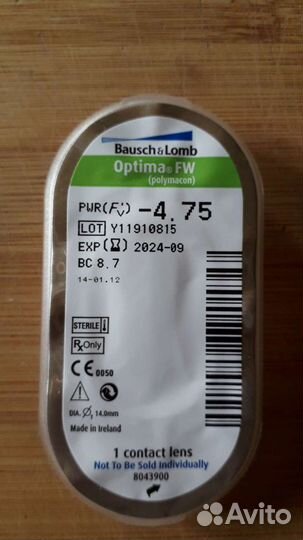 Bausch & Lomb
Optima® FW
(polymacon)
PWR(F'v) -4.75
LOT Y11910815
EXP 2024-09
BC 8.7
14-01.12
STERILE
Rx Only
CE 0050
DIA. Ø, 14.0mm
Made in Ireland
1 contact lens
Not To Be Sold Individually
8043900
Avito